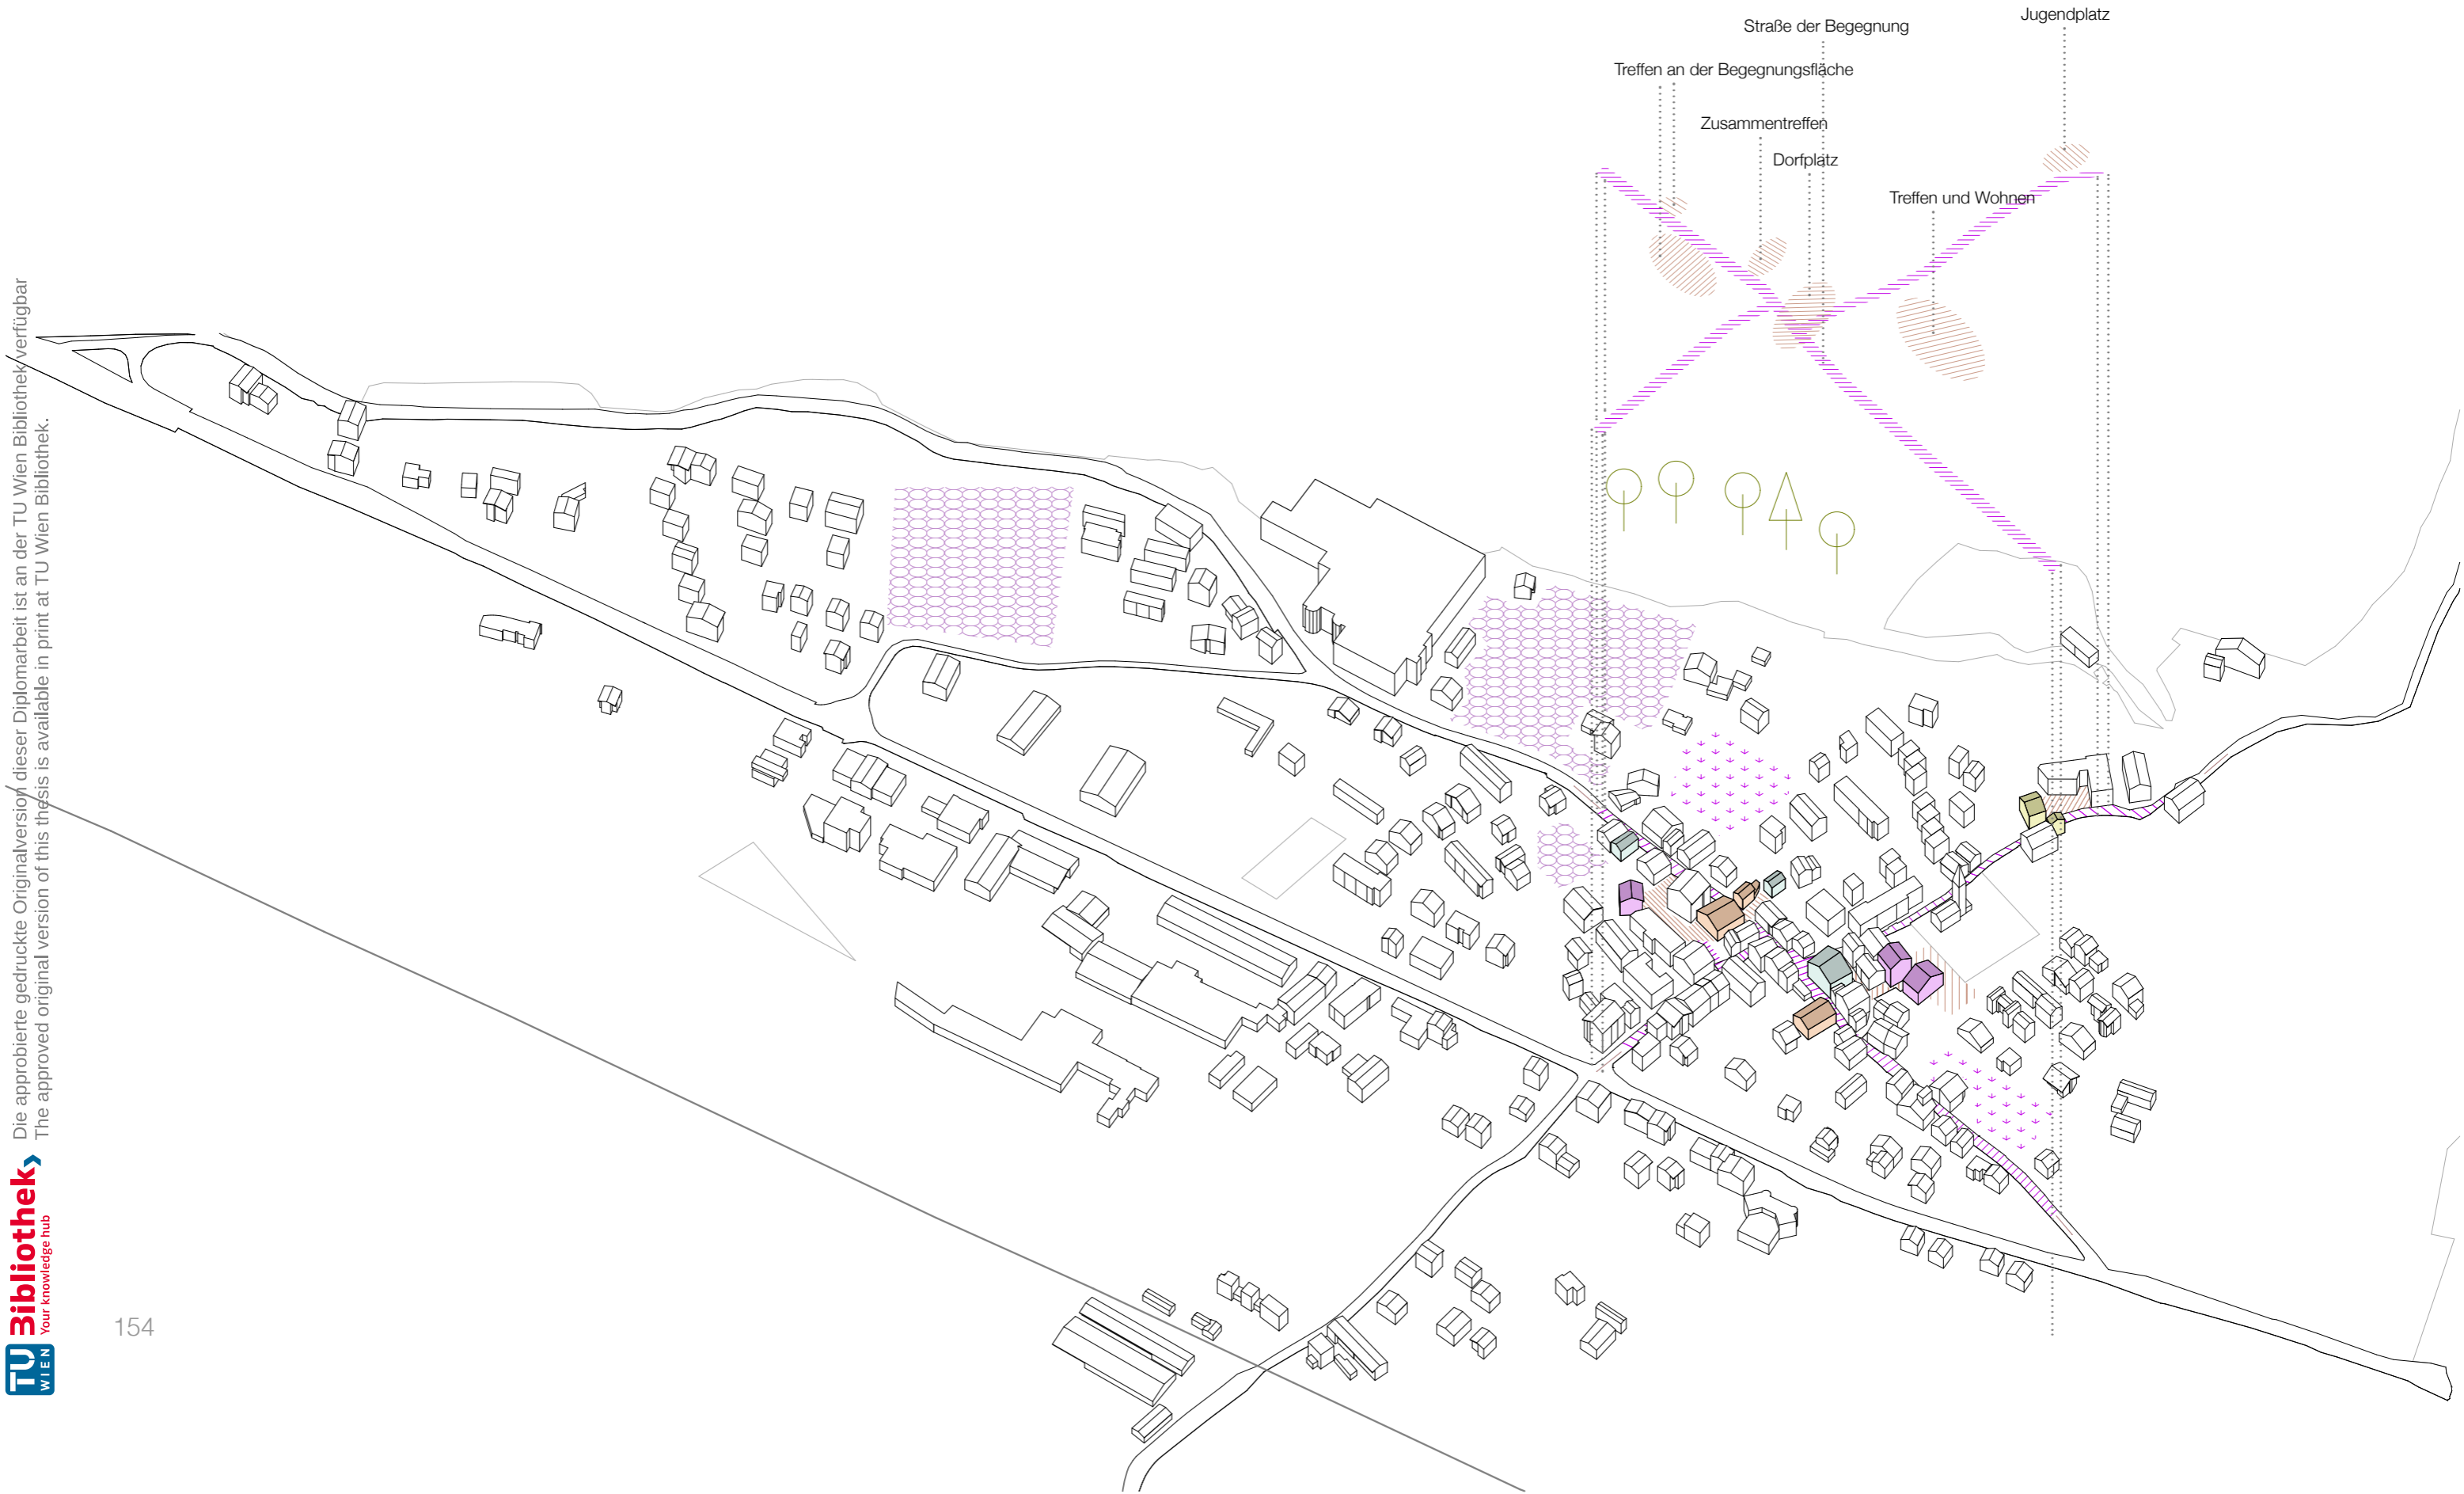 Jugendplatz
Straße der Begegnung
Treffen an der Begegnungsfläche
Zusammentreffen
Dorfplatz
Treffen und Wohnen
Die approbierte gedruckte Originalversion dieser Diplomarbeit ist an der TU Wien Bibliothek verfügbar
The approved original version of this thesis is available in print at TU Wien Bibliothek.
TU WIEN Bibliothek
Your knowledge hub
154